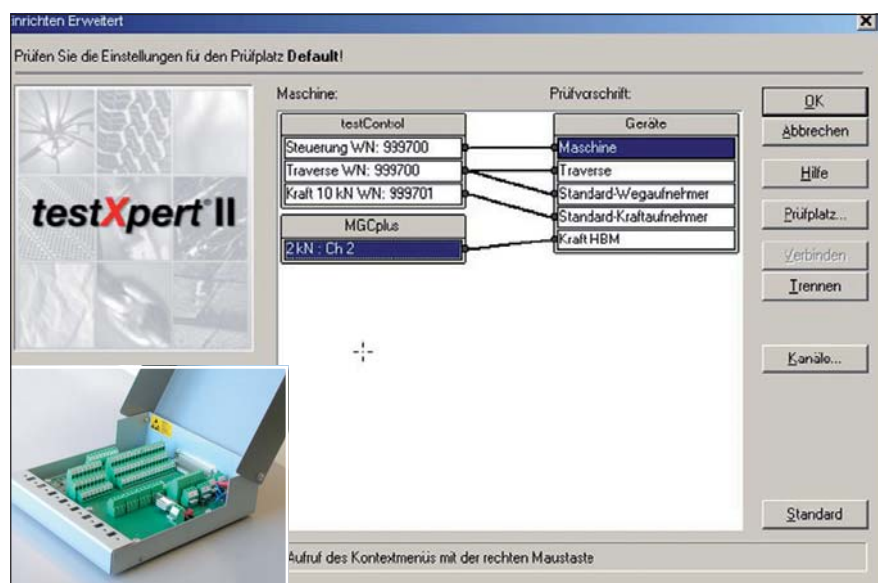 inrichten Erweitert
Prüfen Sie die Einstellungen für den Prüfplatz Default!
Maschine:
Prüfvorschrift:
testControl
Steuerung WN: 999700
Traverse WN: 999700
Kraft 10 kN WN: 999701
MGCplus
2 kN : Ch 2
Geräte
Maschine
Traverse
Standard-Wegaufnehmer
Standard-Kraftaufnehmer
Kraft HBM
OK
Abbrechen
Hilfe
Prüfplatz...
Verbinden
Trennen
Kanäle...
Standard
testXpert® II
Aufruf des Kontextmenüs mit der rechten Maustaste